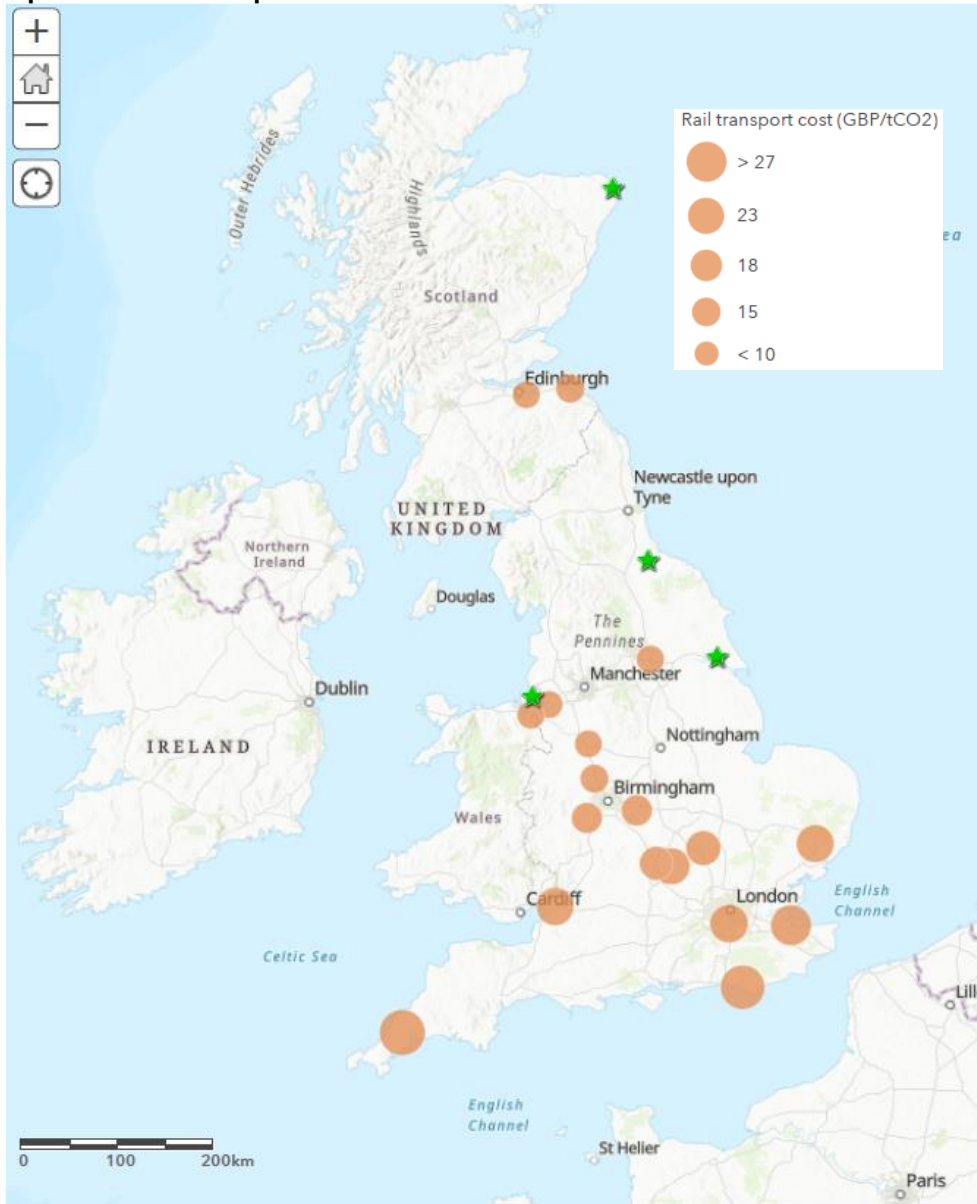 +
−
Outer Hebrides
Highlands
Rail transport cost (GBP/tCO2)
> 27
23
18
15
< 10
ea
Scotland
Edinburgh
Newcastle upon
Tyne
UNITED
KINGDOM
Northern
Ireland
Douglas
The
Pennines
Manchester
Dublin
Nottingham
IRELAND
Birmingham
Wales
Cardiff
London
English
Channel
Celtic Sea
Lill
English
Channel
0 100 200km
St Helier
Paris